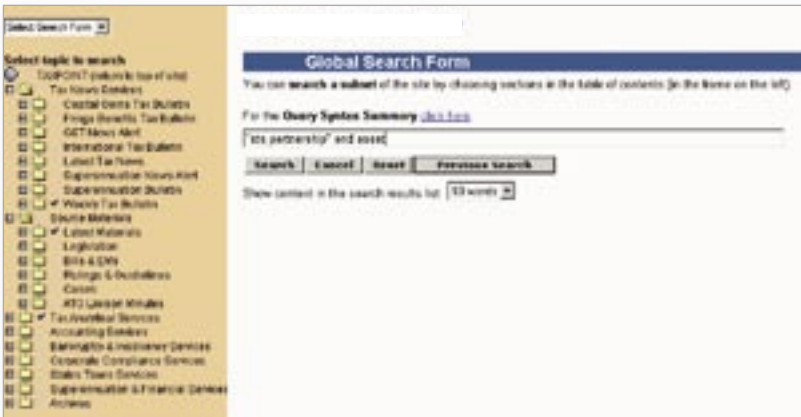 Select Search Form
Select topic to search
TAXPOINT (return to top of site)
Tax News Services
Capital Gains Tax Bulletin
Fringe Benefits Tax Bulletin
GST News Alert
International Tax Bulletin
Latest Tax News
Superannuation News Alert
Superannuation Bulletin
Weekly Tax Bulletin
Source Materials
Latest Materials
Legislation
Bills & EMs
Rulings & Guidelines
Cases
ATO Liaison Minutes
Tax Analytical Services
Accounting Services
Bankruptcy & Insolvency Services
Corporate Compliance Services
States Taxes Services
Superannuation & Financial Services
Archives
Global Search Form
You can search a subset of the site by choosing sections in the table of contents (in the frame on the left)
For the Query Syntax Summary click here
"sts partnership" and asset
Search Cancel Reset Previous Search
Show context in the search results list: 10 words